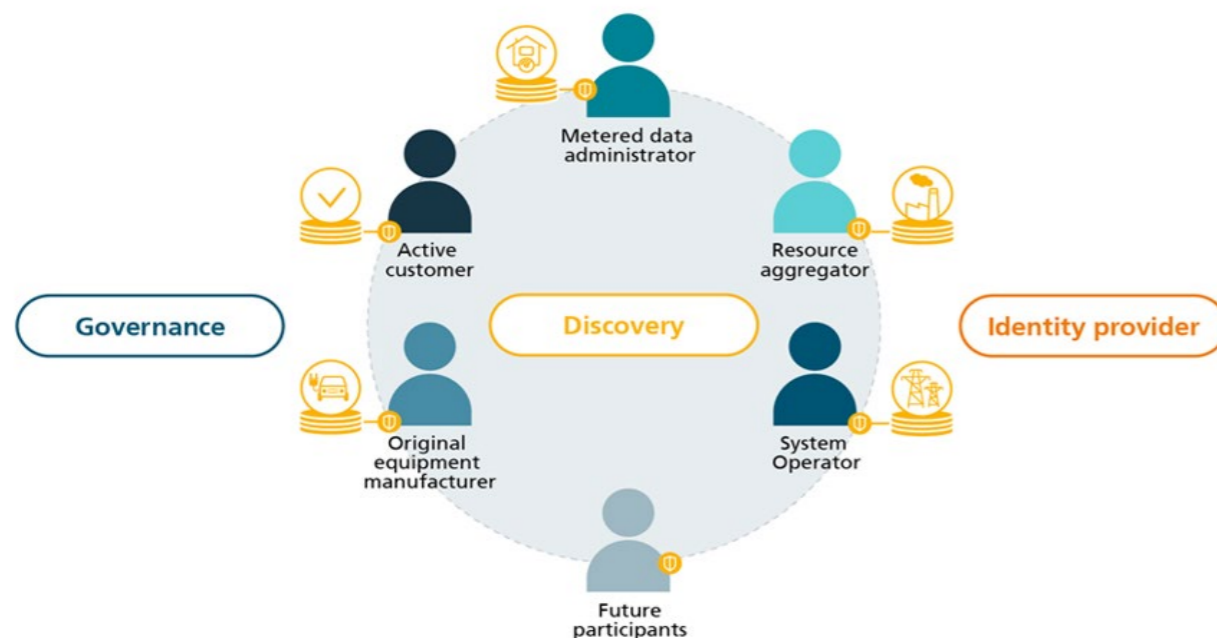 Metered data
administrator
Active
customer
Resource
aggregator
Governance
Discovery
Identity provider
Original
equipment
manufacturer
System
Operator
Future
participants